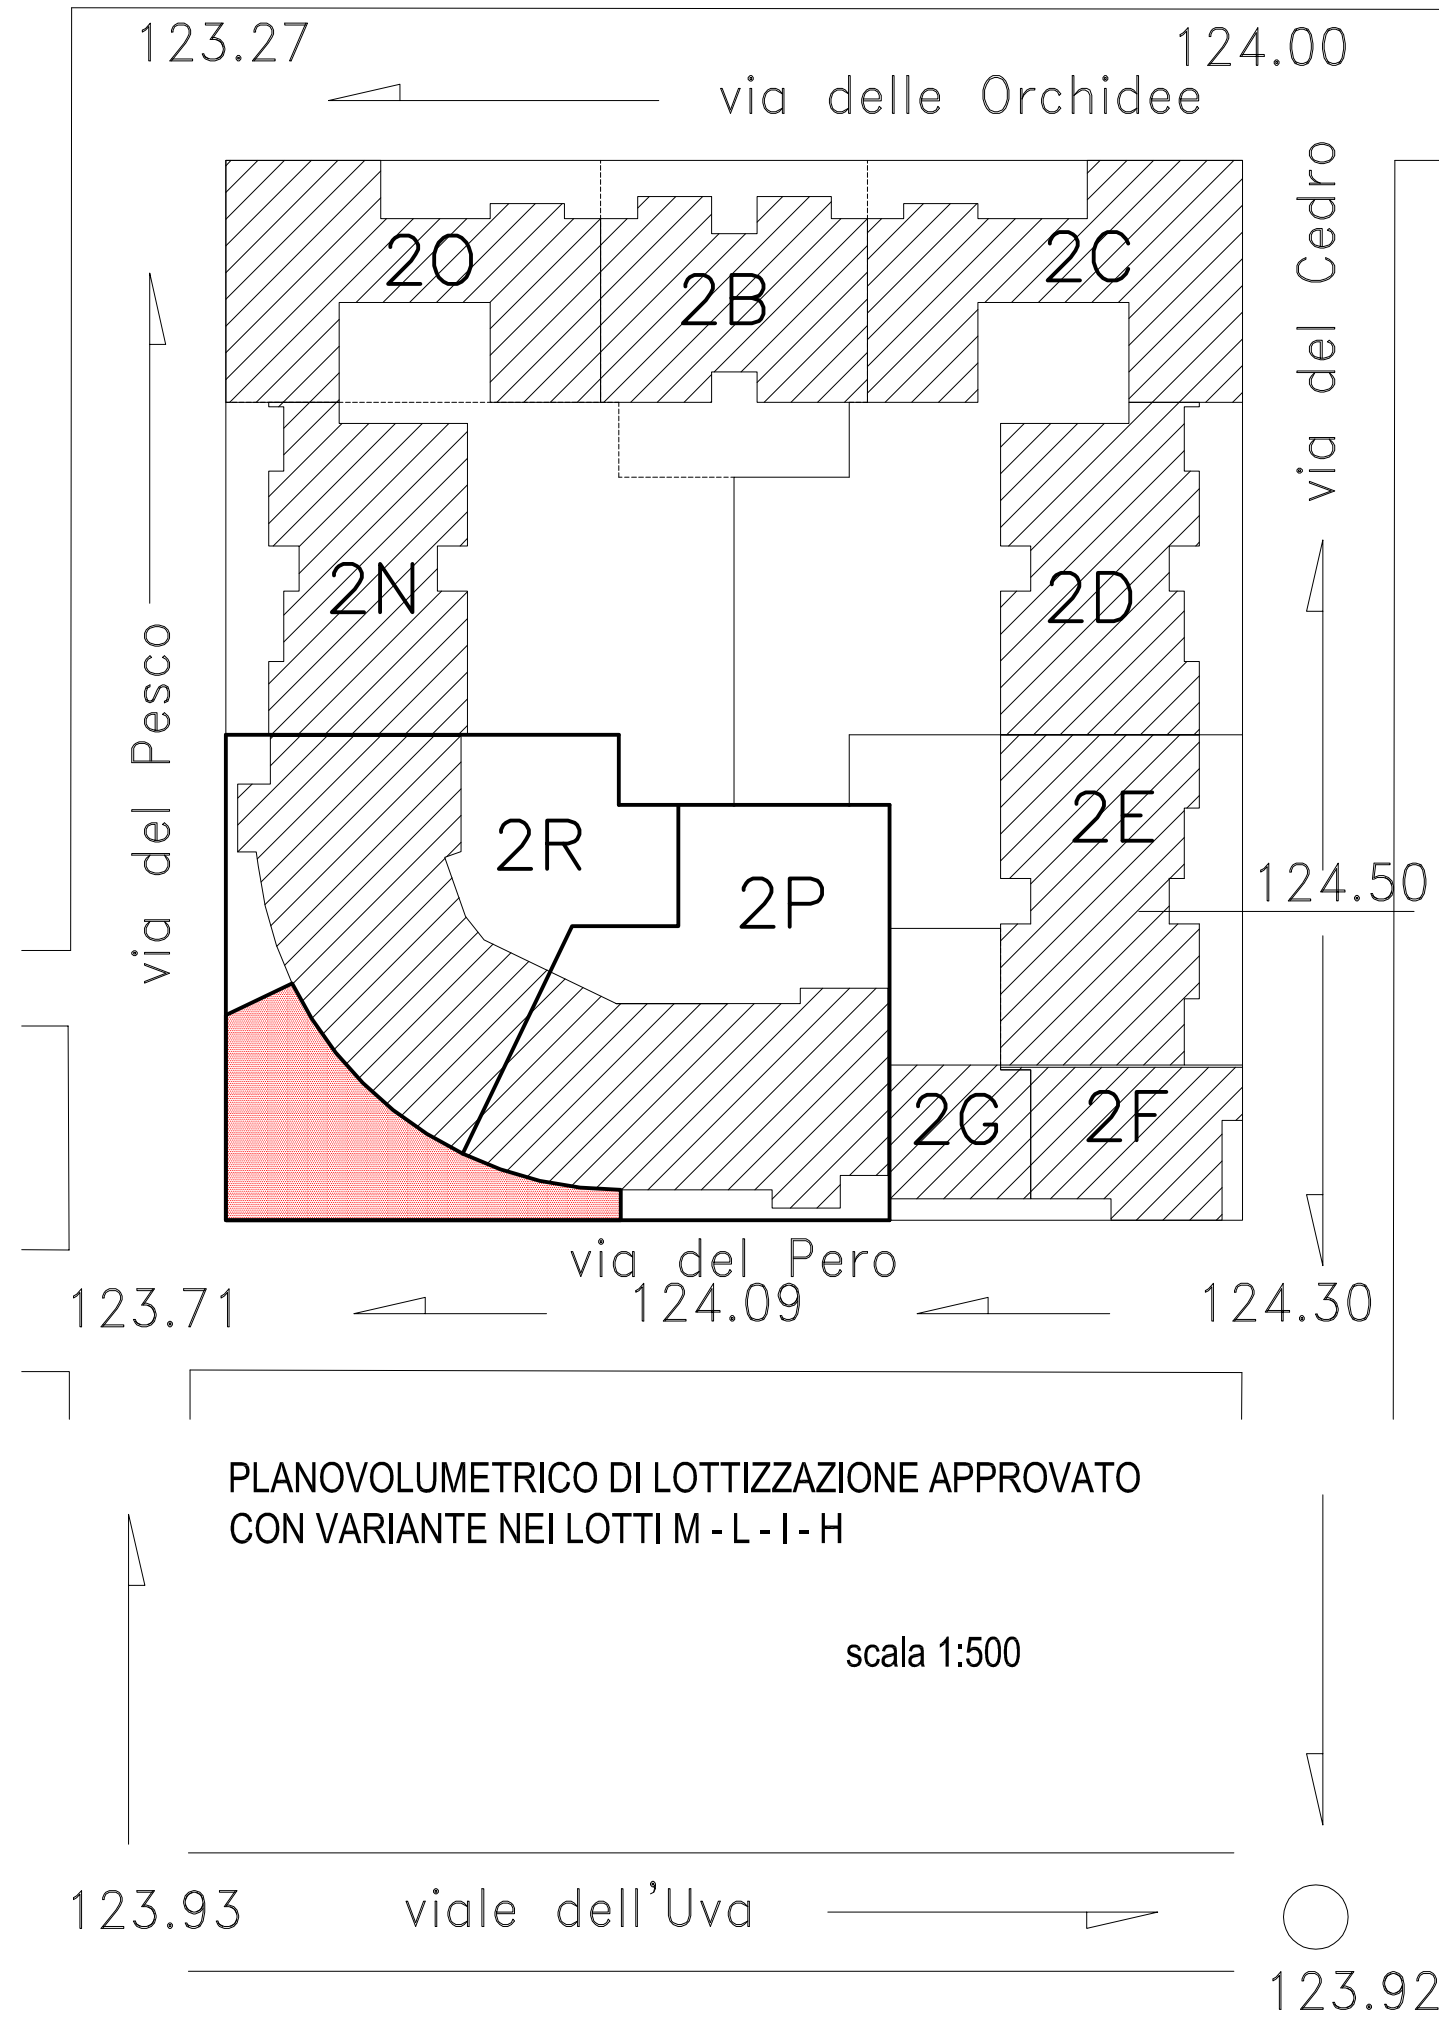 123.27
124.00
via delle Orchidee
via del Cedro
2O
2B
2C
2N
2D
via del Pesco
2R
2P
2E
124.50
2G
2F
via del Pero
123.71
124.09
124.30
PLANOVOLUMETRICO DI LOTTIZZAZIONE APPROVATO
CON VARIANTE NEI LOTTI M - L - I - H
scala 1:500
123.93
viale dell'Uva
123.92